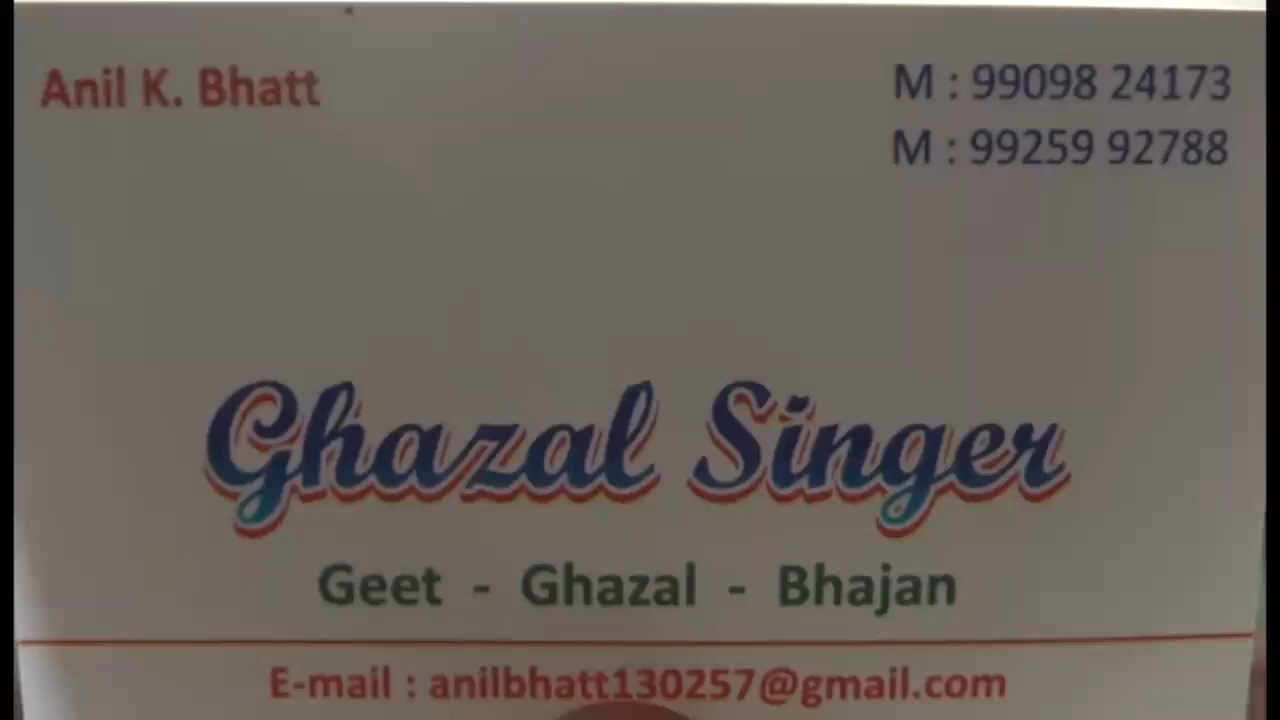 Anil K. Bhatt
M : 99098 24173
M : 99259 92788
Ghazal Singer
Geet - Ghazal - Bhajan
E-mail : anilbhatt130257@gmail.com